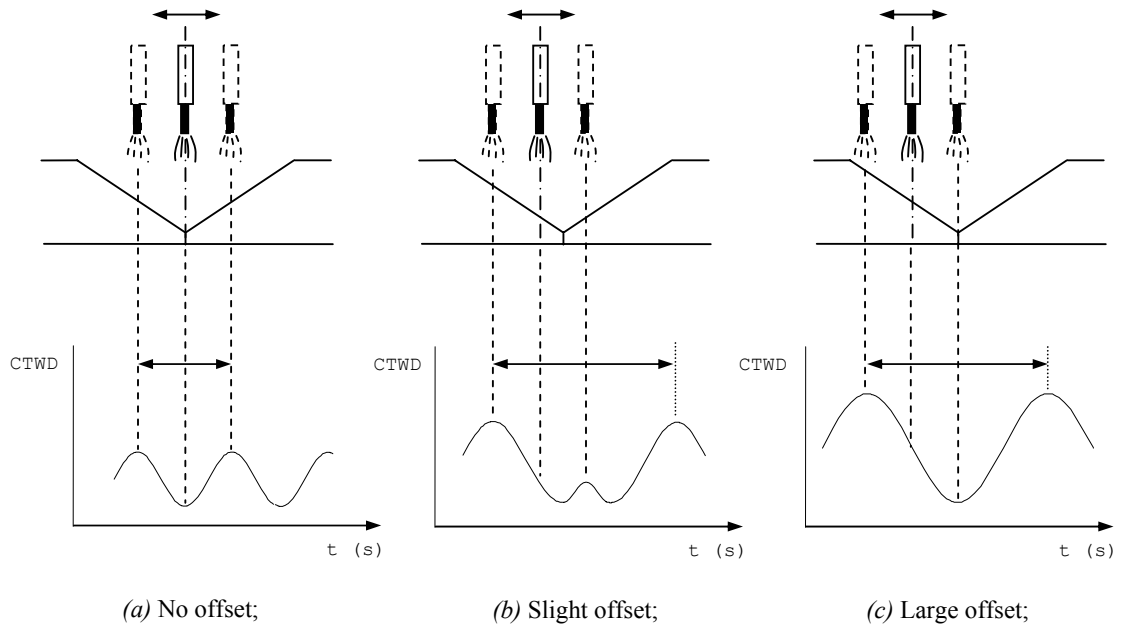 CTWD
t (s)
CTWD
t (s)
CTWD
t (s)
(a) No offset;
(b) Slight offset;
(c) Large offset;